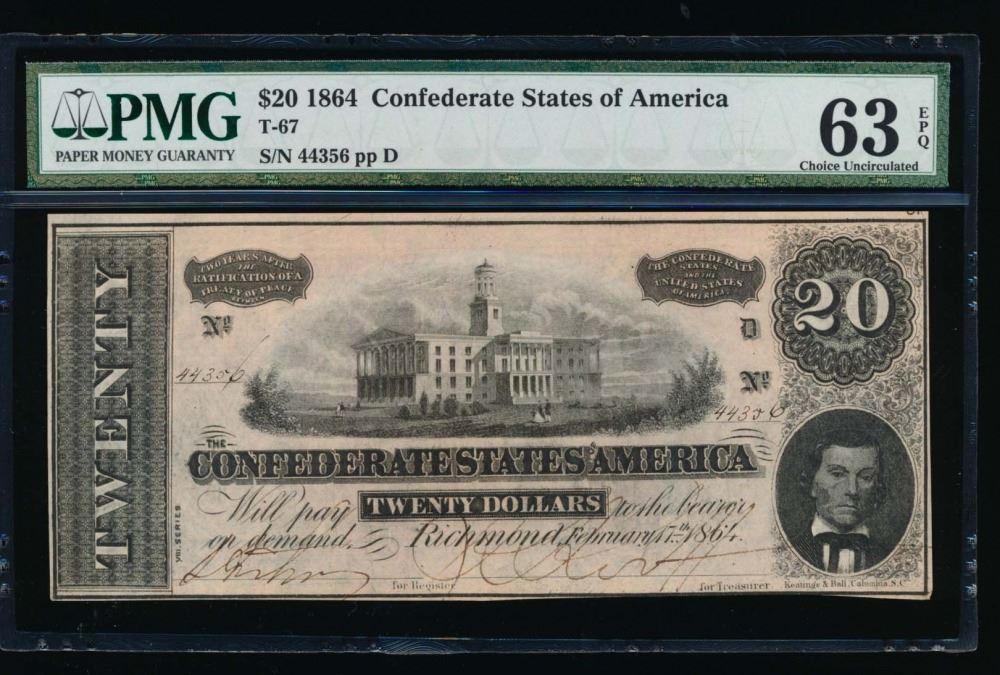 PMG
PAPER MONEY GUARANTY
$20 1864 Confederate States of America
T-67
S/N 44356 pp D
63
EPQ
Choice Uncirculated
TWENTY
TWO YEARS AFTER
THE
RATIFICATION OF A
TREATY OF PEACE
BETWEEN
THE CONFEDERATE
STATES
AND THE
UNITED STATES
OF AMERICA,
20
No
D
44356
No
44356
THE
CONFEDERATE STATES OF AMERICA
Will pay TWENTY DOLLARS to the bearer
on demand. Richmond, February 17th 1864.
VIII. SERIES
for Register
for Treasurer
Keatinge & Ball, Columbia, S.C.